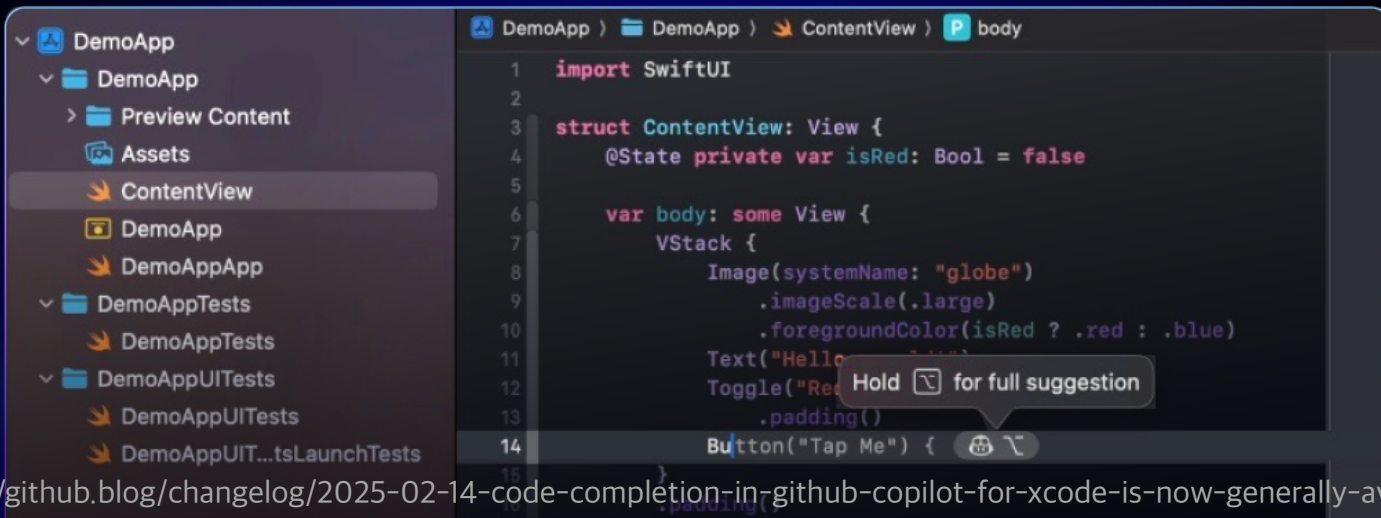 DemoApp
DemoApp
Preview Content
Assets
ContentView
DemoApp
DemoAppApp
DemoAppTests
DemoAppTests
DemoAppUITests
DemoAppUITests
DemoAppUIT...tsLaunchTests
DemoApp 〉 DemoApp 〉 ContentView 〉 P body
1 import SwiftUI
2
3 struct ContentView: View {
4 @State private var isRed: Bool = false
5
6 var body: some View {
7 VStack {
8 Image(systemName: "globe")
9 .imageScale(.large)
10 .foregroundColor(isRed ? .red : .blue)
11 Text("Hello
12 Toggle("Re
Hold ⌥ for full suggestion
13 .padding()
14 Button("Tap Me") { ⌥
15 }
16 .padding()
/github.blog/changelog/2025-02-14-code-completion-in-github-copilot-for-xcode-is-now-generally-av